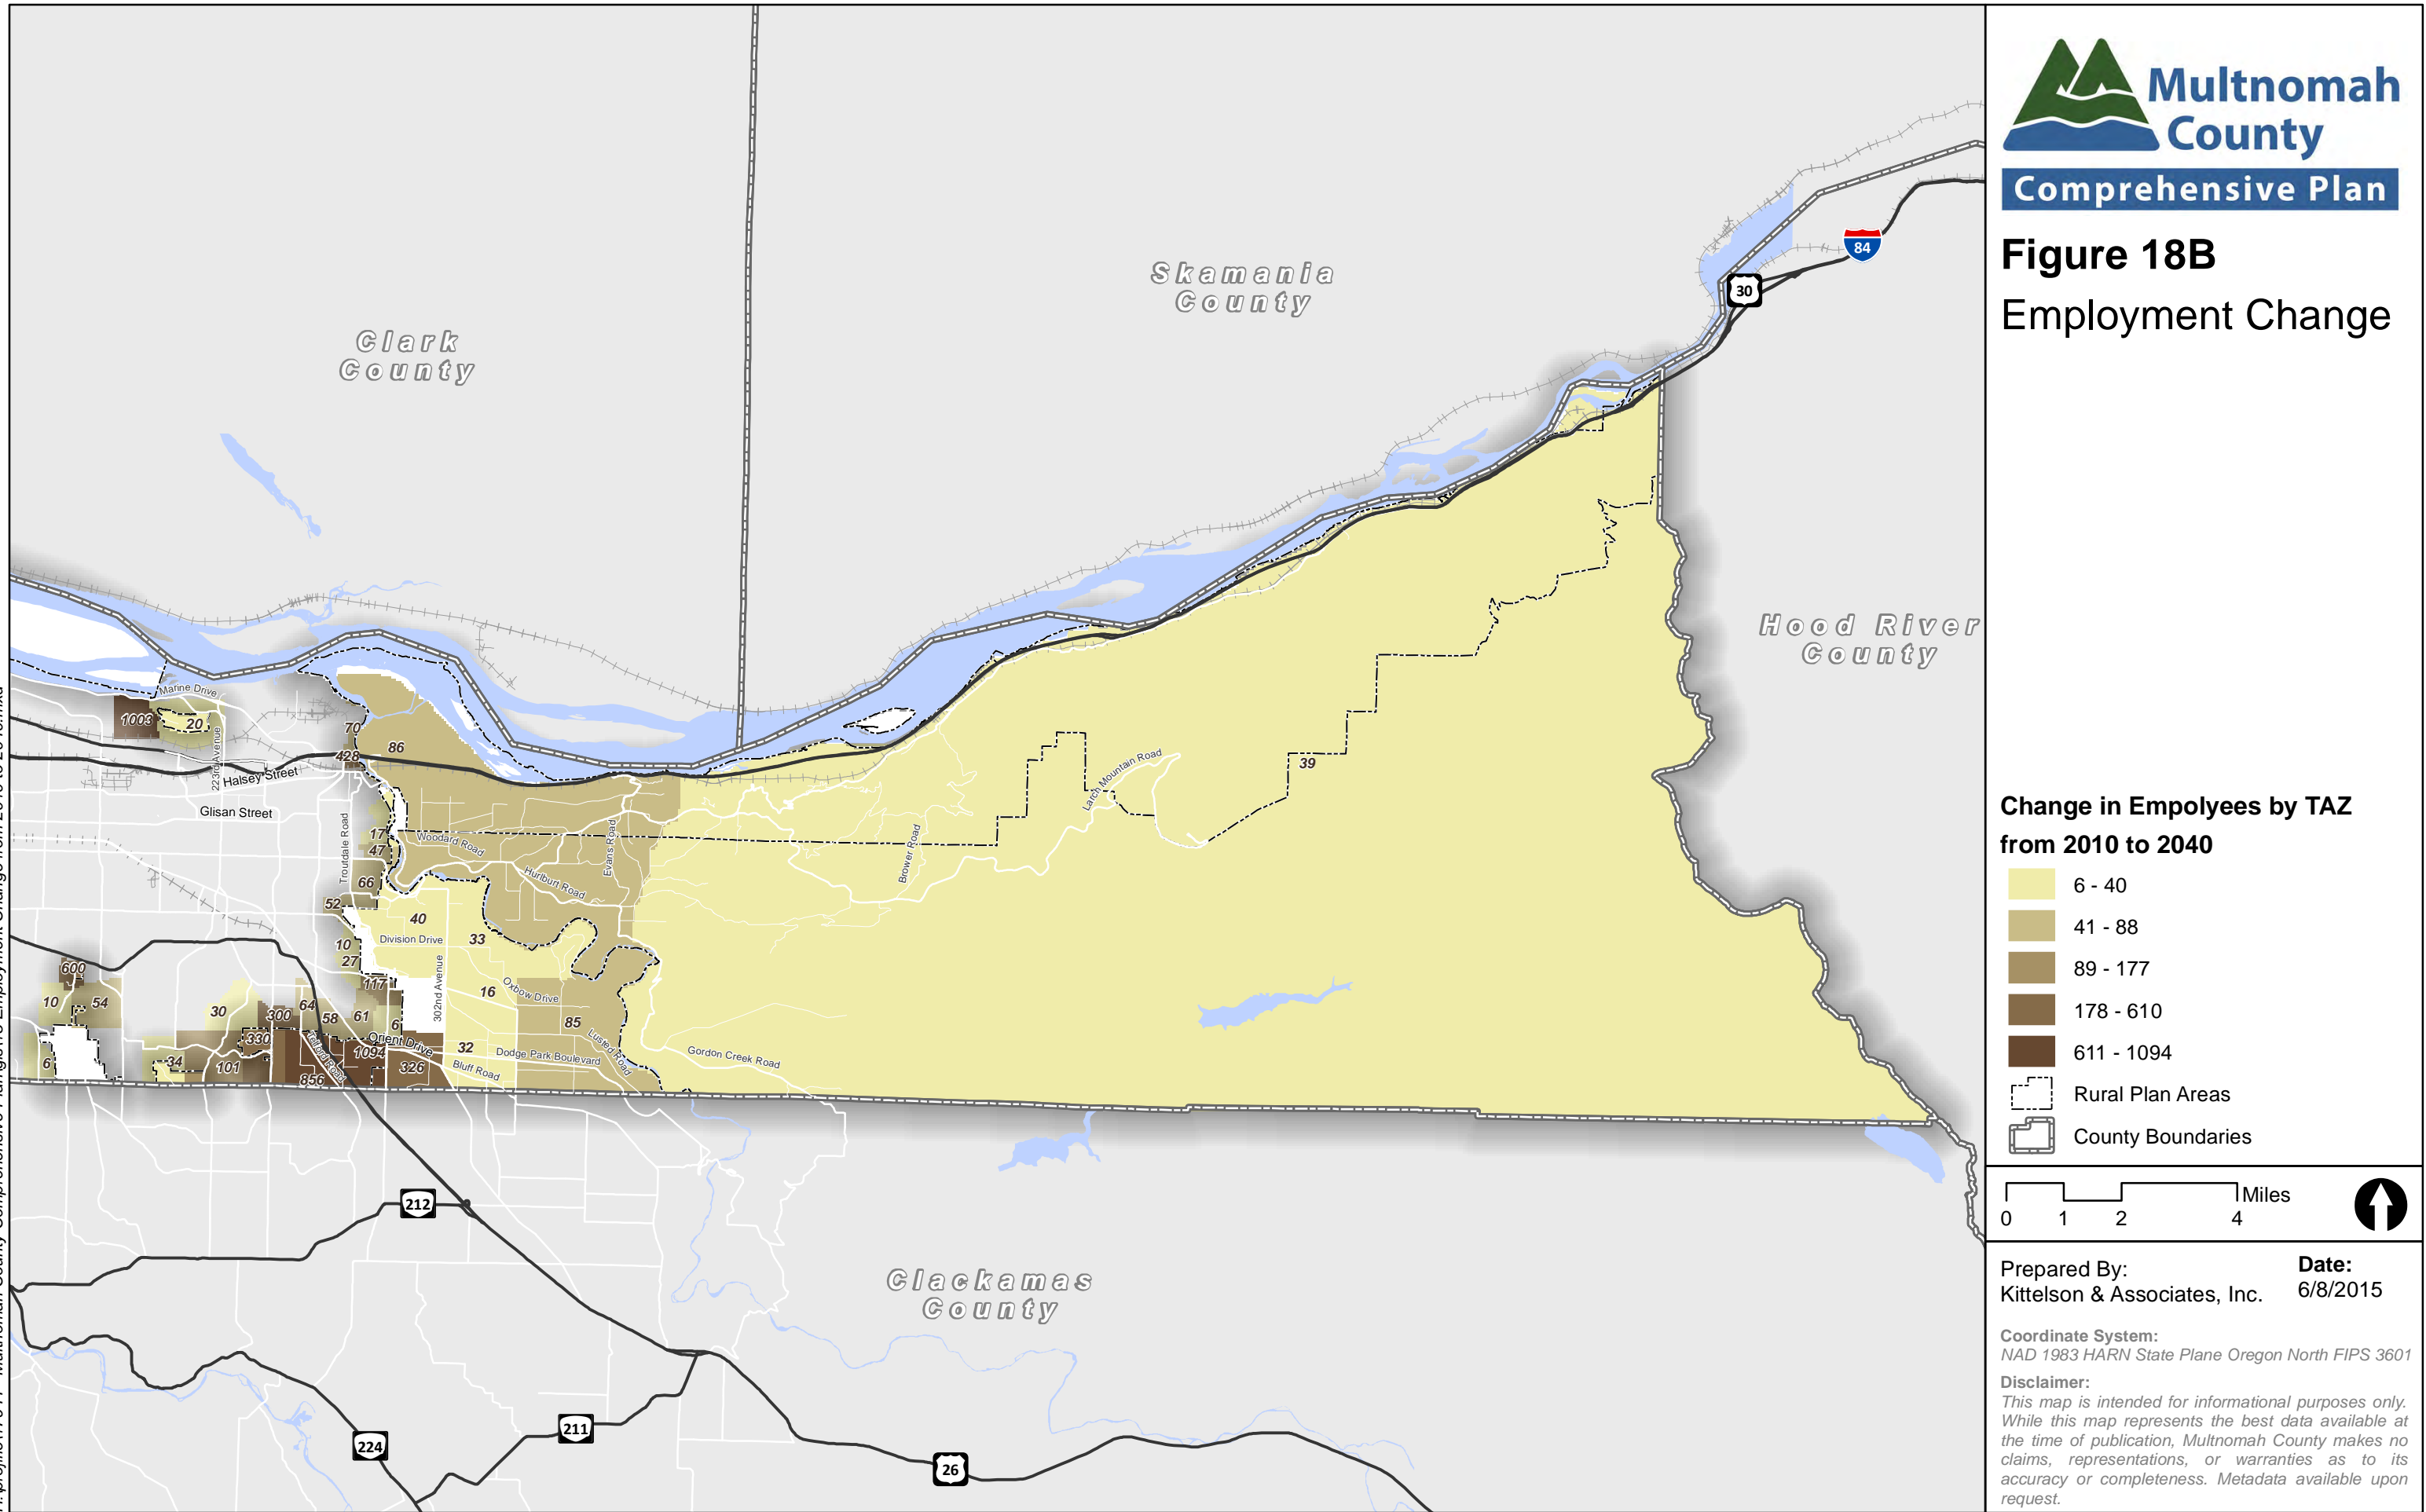 Multnomah
County
Comprehensive Plan
Figure 18B
Employment Change
Change in Empolyees by TAZ
from 2010 to 2040
6 - 40
41 - 88
89 - 177
178 - 610
611 - 1094
Rural Plan Areas
County Boundaries
Miles
0 1 2 4
Prepared By:
Kittelson & Associates, Inc.
Date:
6/8/2015
Coordinate System:
NAD 1983 HARN State Plane Oregon North FIPS 3601
Disclaimer:
This map is intended for informational purposes only.
While this map represents the best data available at
the time of publication, Multnomah County makes no
claims, representations, or warranties as to its
accuracy or completeness. Metadata available upon
request.
Clark
County
Skamania
County
Hood River
County
Clackamas
County
84
30
212
224
211
26
Marine Drive
223rd Avenue
Halsey Street
Glisan Street
Troutdale Road
Woodard Road
Hurlburt Road
Evans Road
Brower Road
Larch Mountain Road
Division Drive
302nd Avenue
Oxbow Drive
Lusted Road
Dodge Park Boulevard
Bluff Road
Orient Drive
Telford Road
Gordon Creek Road
1003
20
70
428
86
39
17
47
66
52
40
33
10
27
117
16
85
32
326
1094
6
61
58
64
300
330
30
856
101
34
600
10
54
6